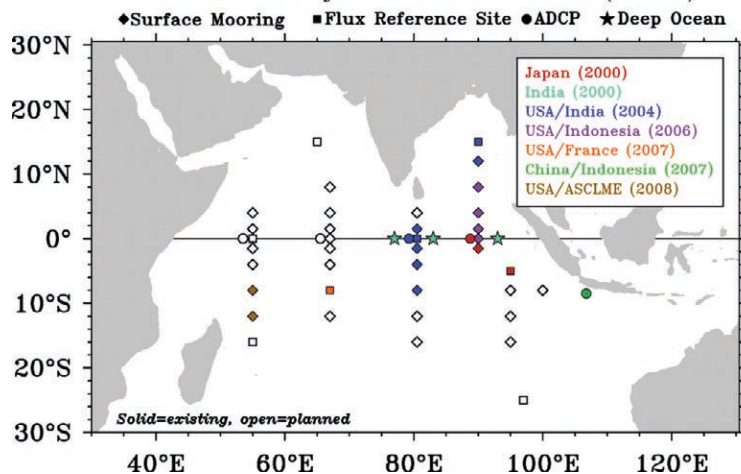 ◆Surface Mooring ■Flux Reference Site ●ADCP ★Deep Ocean
30°N
20°N
10°N
0°
10°S
20°S
30°S
Japan (2000)
India (2000)
USA/India (2004)
USA/Indonesia (2006)
USA/France (2007)
China/Indonesia (2007)
USA/ASCLME (2008)
Solid=existing, open=planned
40°E 60°E 80°E 100°E 120°E